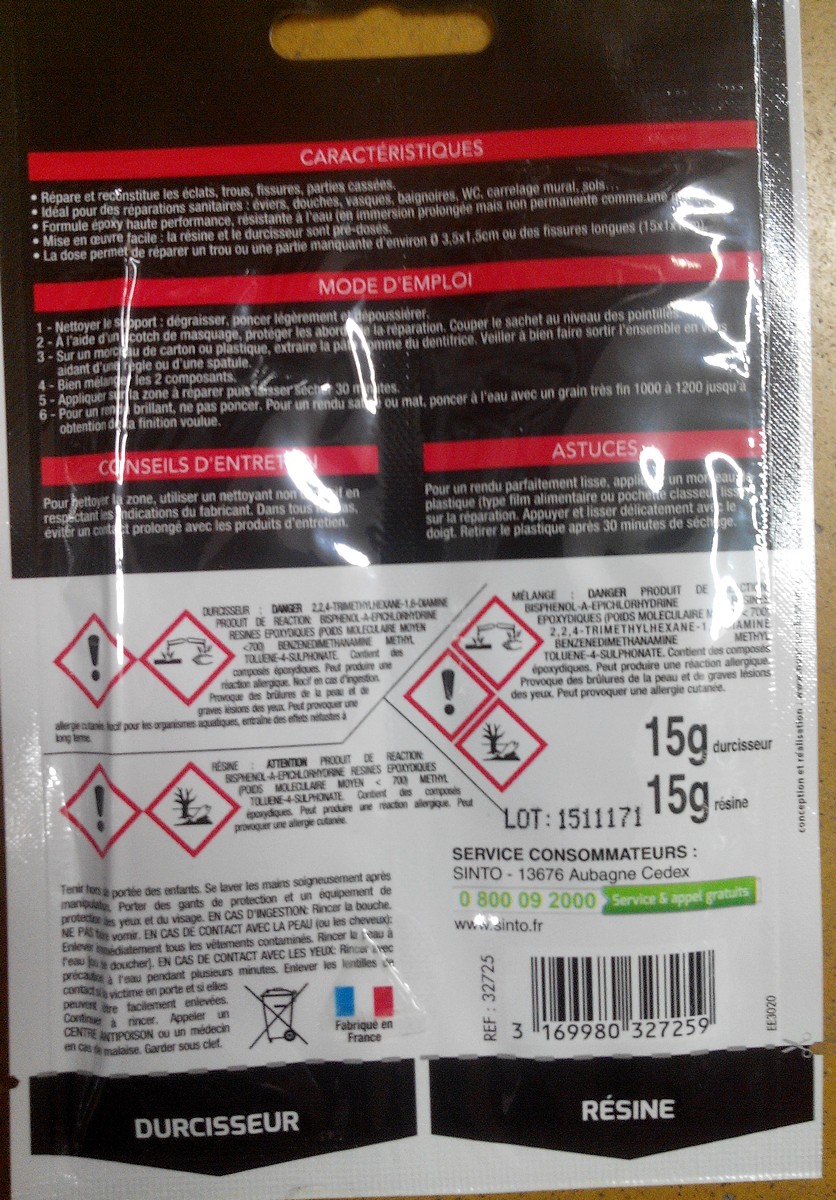 CARACTÉRISTIQUES
• Répare et reconstitue les éclats, trous, fissures, parties cassées.
• Idéal pour des réparations sanitaires : éviers, douches, vasques, baignoires, WC, carrelage mural, sols...
• Formule époxy haute performance, résistante à l'eau (en immersion prolongée mais non permanente comme une
• Mise en œuvre facile : la résine et le durcisseur sont pré-dosés.
• La dose permet de réparer un trou ou une partie manquante d'environ Ø 3,5x1,5cm ou des fissures longues (15x1x
MODE D'EMPLOI
1 - Nettoyer le support : dégraisser, poncer légèrement et dépoussiérer.
2 - À l'aide d'un scotch de masquage, protéger les abords de la réparation. Couper le sachet au niveau des pointillés.
3 - Sur un morceau de carton ou plastique, extraire la pâte comme du dentifrice. Veiller à bien faire sortir l'ensemble en vous
aidant d'une règle ou d'une spatule.
4 - Bien mélanger les 2 composants.
5 - Appliquer sur la zone à réparer puis laisser sécher 30 minutes.
6 - Pour un rendu brillant, ne pas poncer. Pour un rendu satiné ou mat, poncer à l'eau avec un grain très fin 1000 à 1200 jusqu'à
obtention de la finition voulue.
CONSEILS D'ENTRETIEN
Pour nettoyer la zone, utiliser un nettoyant non en
respectant les indications du fabricant. Dans tous les cas,
éviter un contact prolongé avec les produits d'entretien.
ASTUCES
Pour un rendu parfaitement lisse, appliquer un morceau de
plastique (type film alimentaire ou pochette classeur lisse)
sur la réparation. Appuyer et lisser délicatement avec le
doigt. Retirer le plastique après 30 minutes de séchage.
DURCISSEUR : DANGER 2,2,4-TRIMETHYLHEXANE-1,6-DIAMINE
PRODUIT DE REACTION: BISPHENOL-A-EPICHLORHYDRINE
RESINES EPOXYDIQUES (POIDS MOLECULAIRE MOYEN
<700) BENZENEDIMETHANAMINE METHYL
TOLUENE-4-SULPHONATE. Contient des
composés époxydiques. Peut produire une
réaction allergique. Nocif en cas d'ingestion.
Provoque des brûlures de la peau et de
graves lésions des yeux. Peut provoquer une
allergie cutanée. Nocif pour les organismes aquatiques, entraîne des effets néfastes à
long terme.
RÉSINE : ATTENTION PRODUIT DE REACTION:
BISPHENOL-A-EPICHLORHYDRINE RESINES EPOXYDIQUES
(POIDS MOLECULAIRE MOYEN < 700) METHYL
TOLUENE-4-SULPHONATE. Contient des composés
époxydiques. Peut produire une réaction allergique. Peut
provoquer une allergie cutanée.
MÉLANGE : DANGER PRODUIT DE RÉACTION
BISPHENOL-A-EPICHLORHYDRINE RESINES
EPOXYDIQUES (POIDS MOLECULAIRE M < 700)
2,2,4-TRIMETHYLHEXANE-1, DIAMINE
BENZENEDIMETHANAMINE METHYL
TOLUENE-4-SULPHONATE. Contient des composés
époxydiques. Peut produire une réaction allergique.
Provoque des brûlures de la peau et de graves lésions
des yeux. Peut provoquer une allergie cutanée.
15g durcisseur
15g résine
LOT: 1511171
SERVICE CONSOMMATEURS :
SINTO - 13676 Aubagne Cedex
0 800 09 2000 Service & appel gratuits
www.sinto.fr
Tenir hors de portée des enfants. Se laver les mains soigneusement après
manipulation. Porter des gants de protection et un équipement de
protection des yeux et du visage. EN CAS D'INGESTION: Rincer la bouche.
NE PAS faire vomir. EN CAS DE CONTACT AVEC LA PEAU (ou les cheveux):
Enlever immédiatement tous les vêtements contaminés. Rincer la peau à
l'eau [ou se doucher]. EN CAS DE CONTACT AVEC LES YEUX: Rincer avec
précaution à l'eau pendant plusieurs minutes. Enlever les lentilles de
contact si la victime en porte et si elles
peuvent être facilement enlevées.
Continuer à rincer. Appeler un
CENTRE ANTIPOISON ou un médecin
en cas de malaise. Garder sous clef.
Fabriqué en
France
REF : 32725
3 169980 327259
EE3020
conception et réalisation :
DURCISSEUR
RÉSINE